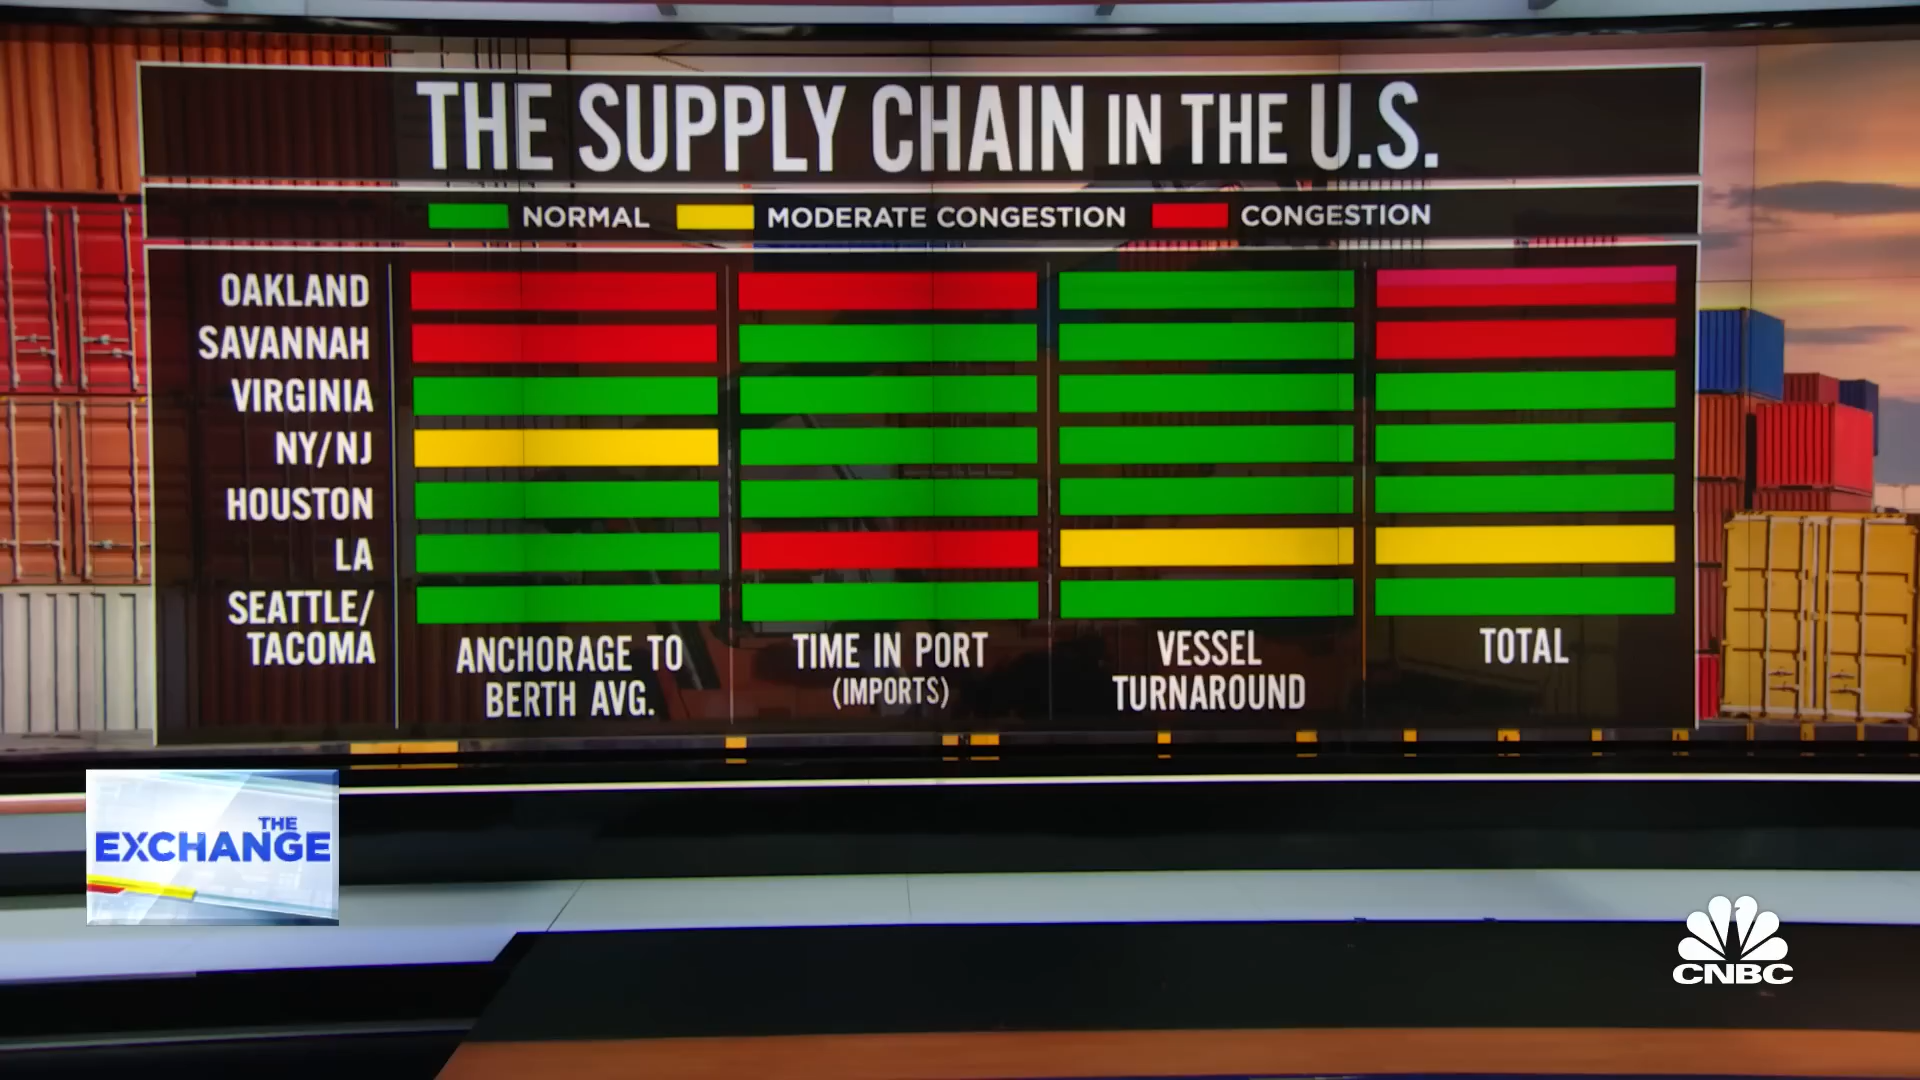 THE SUPPLY CHAIN IN THE U.S.
NORMAL MODERATE CONGESTION CONGESTION
OAKLAND
SAVANNAH
VIRGINIA
NY/NJ
HOUSTON
LA
SEATTLE/
TACOMA
ANCHORAGE TO
BERTH AVG.
TIME IN PORT
(IMPORTS)
VESSEL
TURNAROUND
TOTAL
THE
EXCHANGE
CNBC